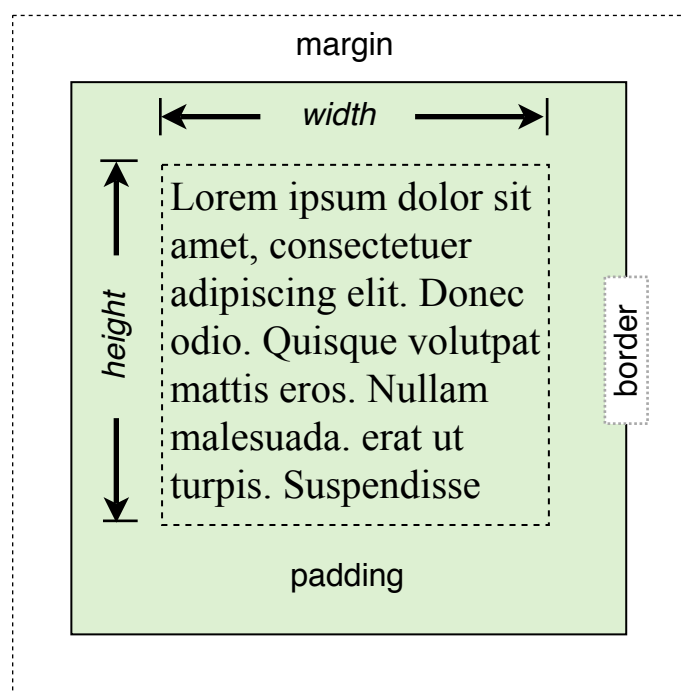 margin
width
height
Lorem ipsum dolor sit
amet, consectetuer
adipiscing elit. Donec
odio. Quisque volutpat
mattis eros. Nullam
malesuada. erat ut
turpis. Suspendisse
border
padding